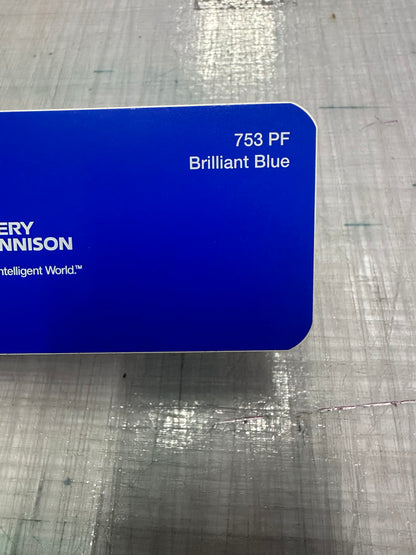 753 PF
Brilliant Blue
ERY
NNISON
ntelligent World.™